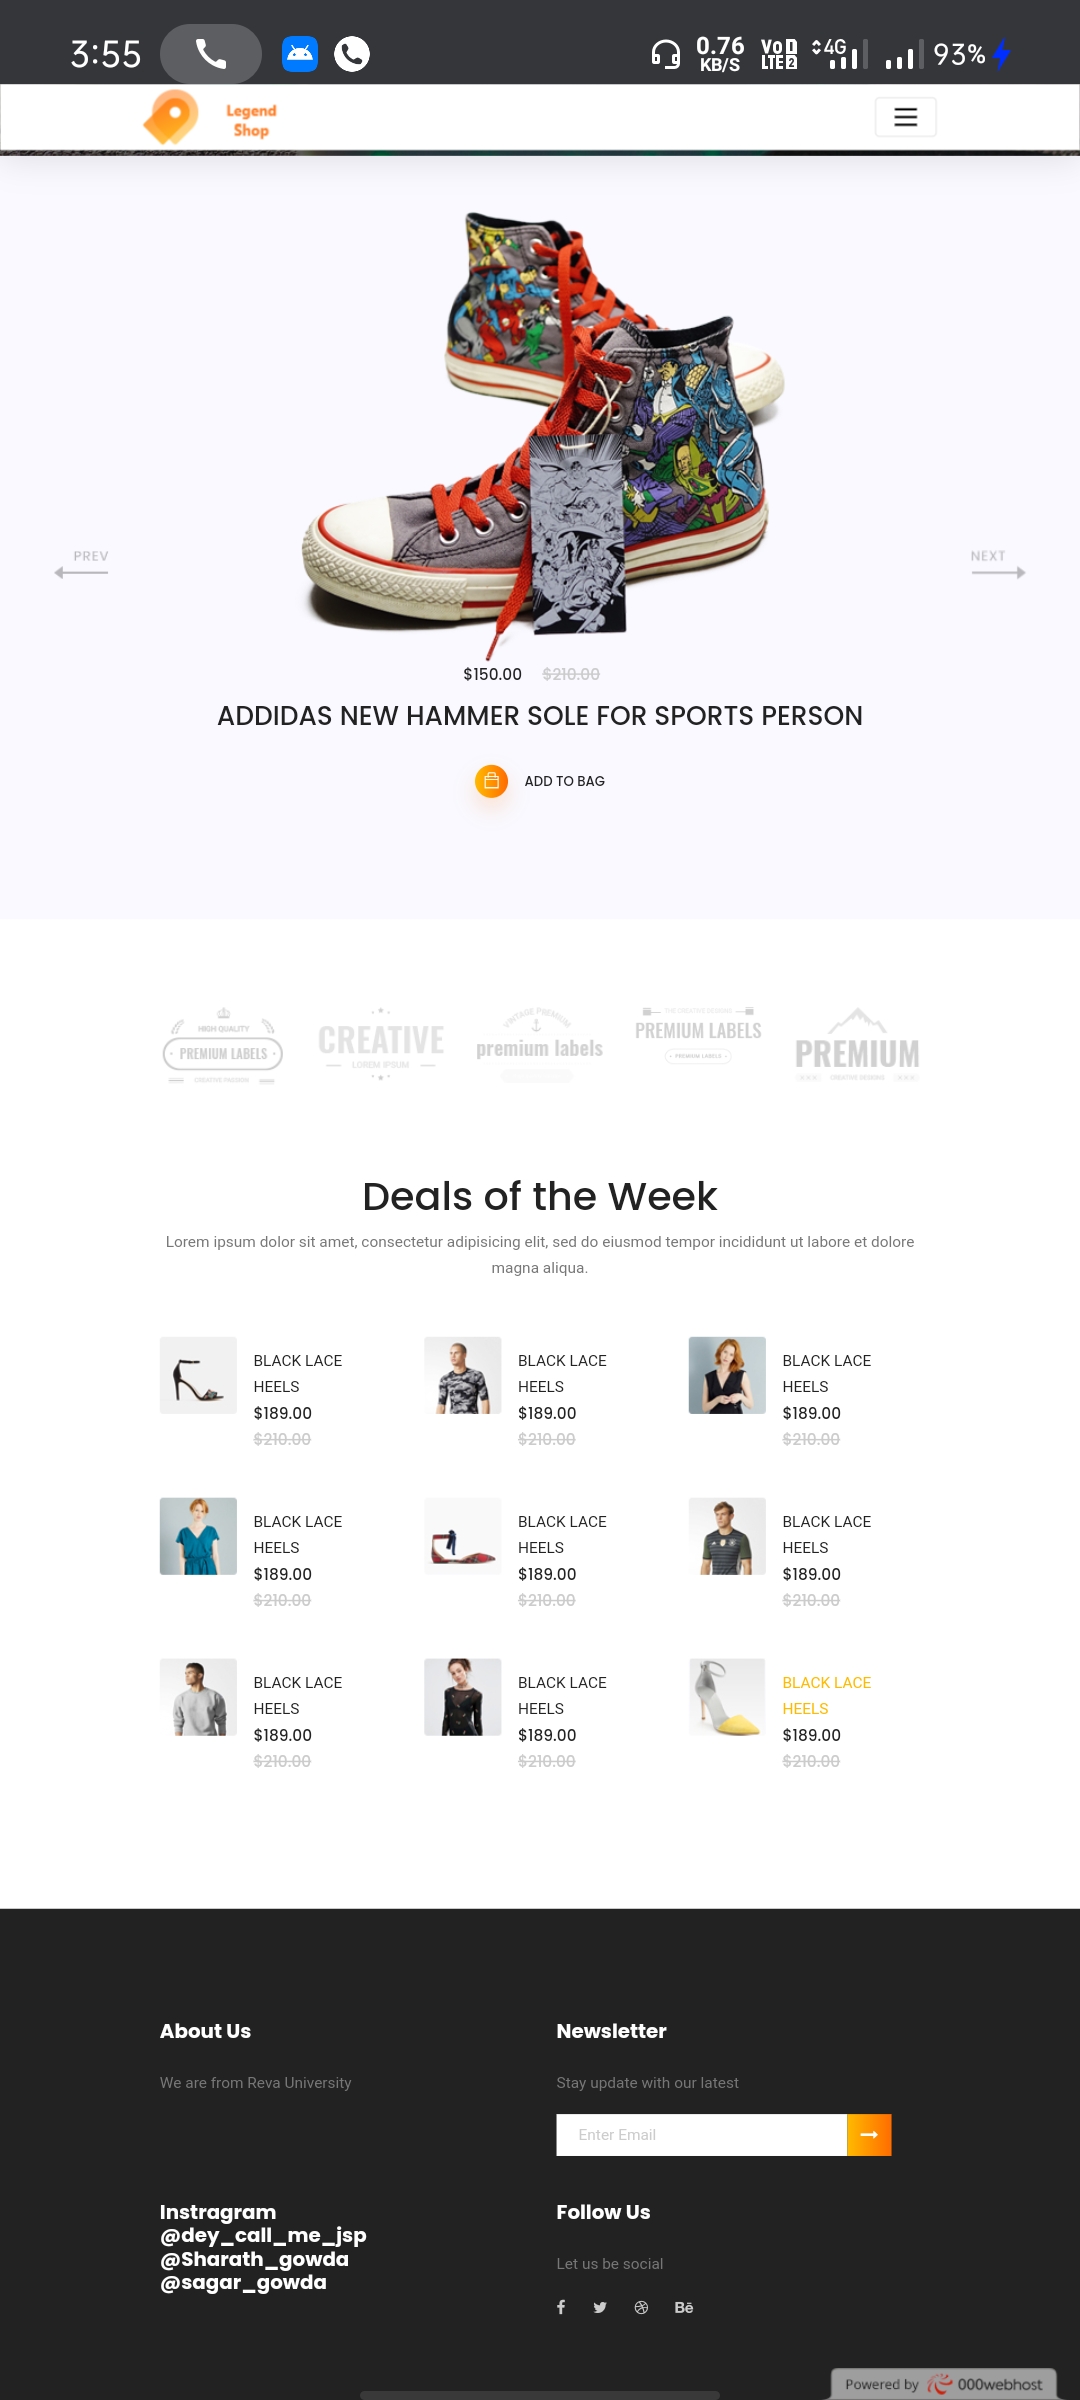 3:55
0.76
KB/S
Vo 1
LTE 2
4G
93%
Legend
Shop
PREV
NEXT
$150.00 $210.00
ADDIDAS NEW HAMMER SOLE FOR SPORTS PERSON
ADD TO BAG
HIGH QUALITY
PREMIUM LABELS
CREATIVE
LOREM IPSUM
VINTAGE PREMIUM
premium labels
THE CREATIVE DESIGNS
PREMIUM LABELS
PREMIUM LABELS
PREMIUM
CREATIVE DESIGNS
Deals of the Week
Lorem ipsum dolor sit amet, consectetur adipisicing elit, sed do eiusmod tempor incididunt ut labore et dolore
magna aliqua.
BLACK LACE
HEELS
$189.00
$210.00
BLACK LACE
HEELS
$189.00
$210.00
BLACK LACE
HEELS
$189.00
$210.00
BLACK LACE
HEELS
$189.00
$210.00
BLACK LACE
HEELS
$189.00
$210.00
BLACK LACE
HEELS
$189.00
$210.00
BLACK LACE
HEELS
$189.00
$210.00
BLACK LACE
HEELS
$189.00
$210.00
BLACK LACE
HEELS
$189.00
$210.00
About Us
We are from Reva University
Newsletter
Stay update with our latest
Enter Email
Instragram
@dey_call_me_jsp
@Sharath_gowda
@sagar_gowda
Follow Us
Let us be social
Bē
Powered by 000webhost